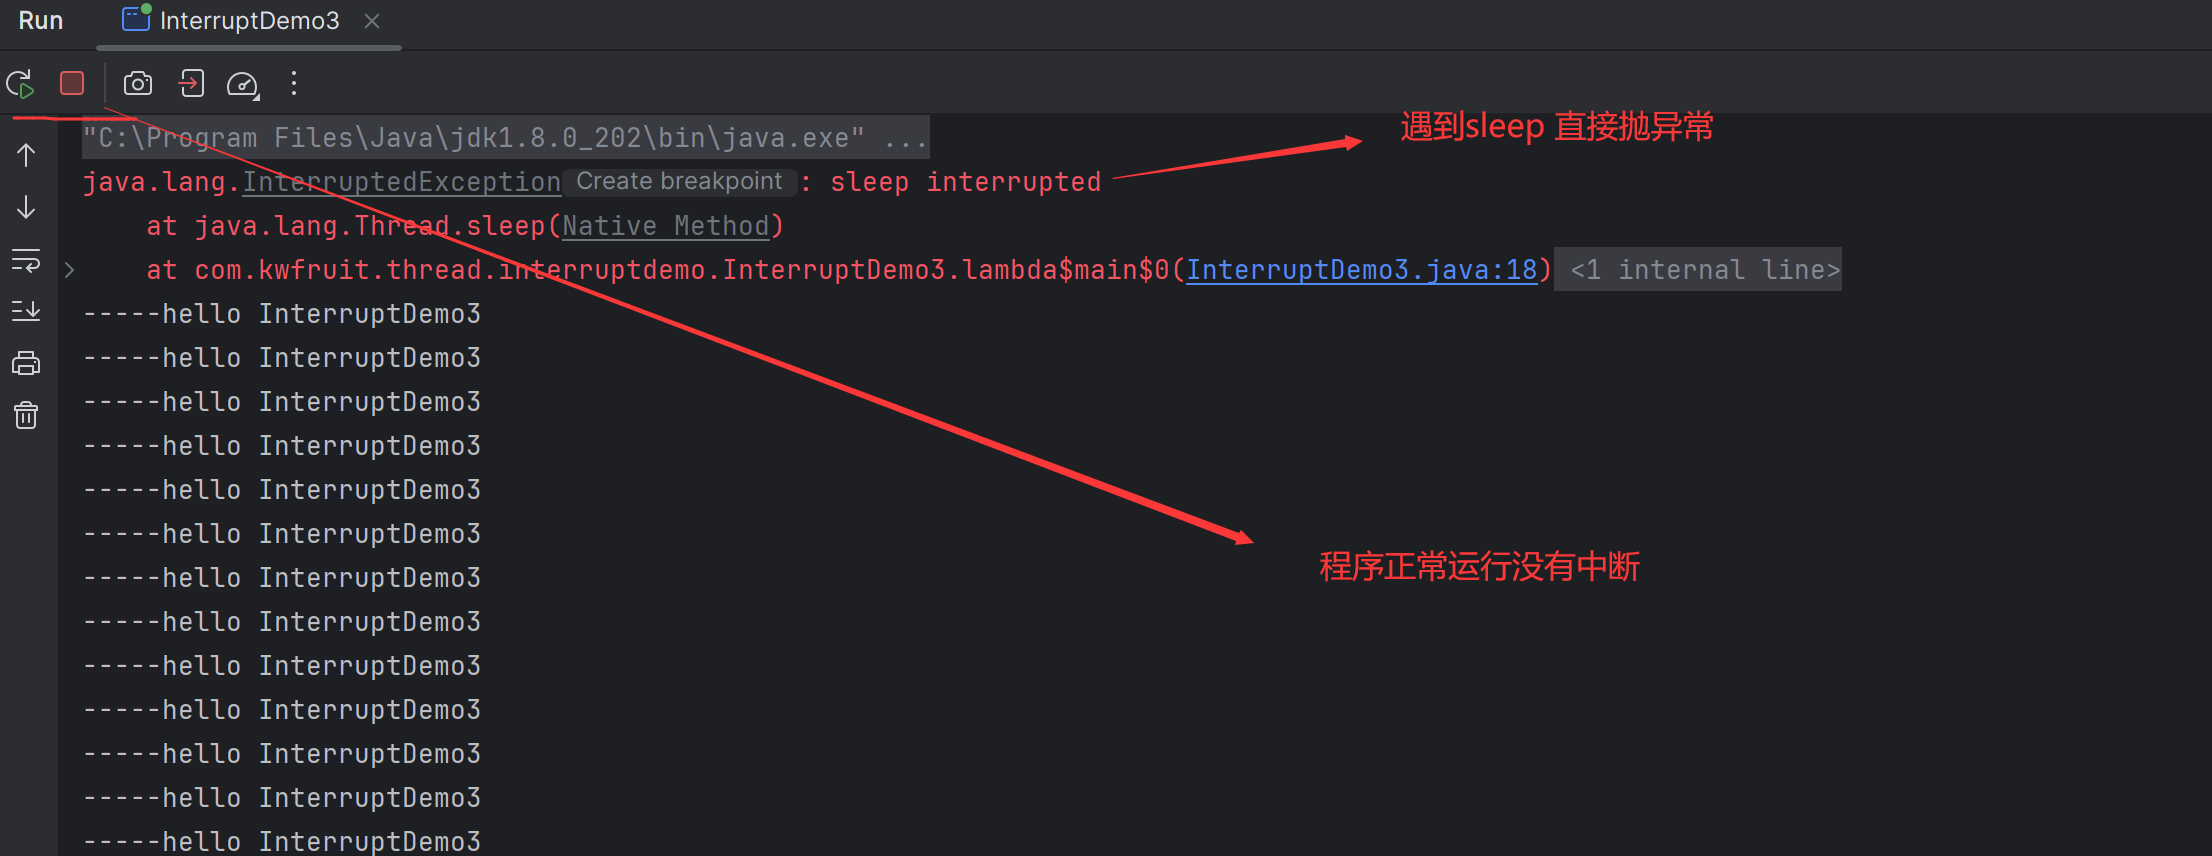 Run InterruptDemo3
"C:\Program Files\Java\jdk1.8.0_202\bin\java.exe" ...
遇到sleep 直接抛异常
java.lang.InterruptedException Create breakpoint : sleep interrupted
at java.lang.Thread.sleep(Native Method)
at com.kwfruit.thread.interruptdemo.InterruptDemo3.lambda$main$0(InterruptDemo3.java:18) <1 internal line>
-----hello InterruptDemo3
-----hello InterruptDemo3
-----hello InterruptDemo3
-----hello InterruptDemo3
-----hello InterruptDemo3
-----hello InterruptDemo3
程序正常运行没有中断
-----hello InterruptDemo3
-----hello InterruptDemo3
-----hello InterruptDemo3
-----hello InterruptDemo3
-----hello InterruptDemo3
-----hello InterruptDemo3
-----hello InterruptDemo3